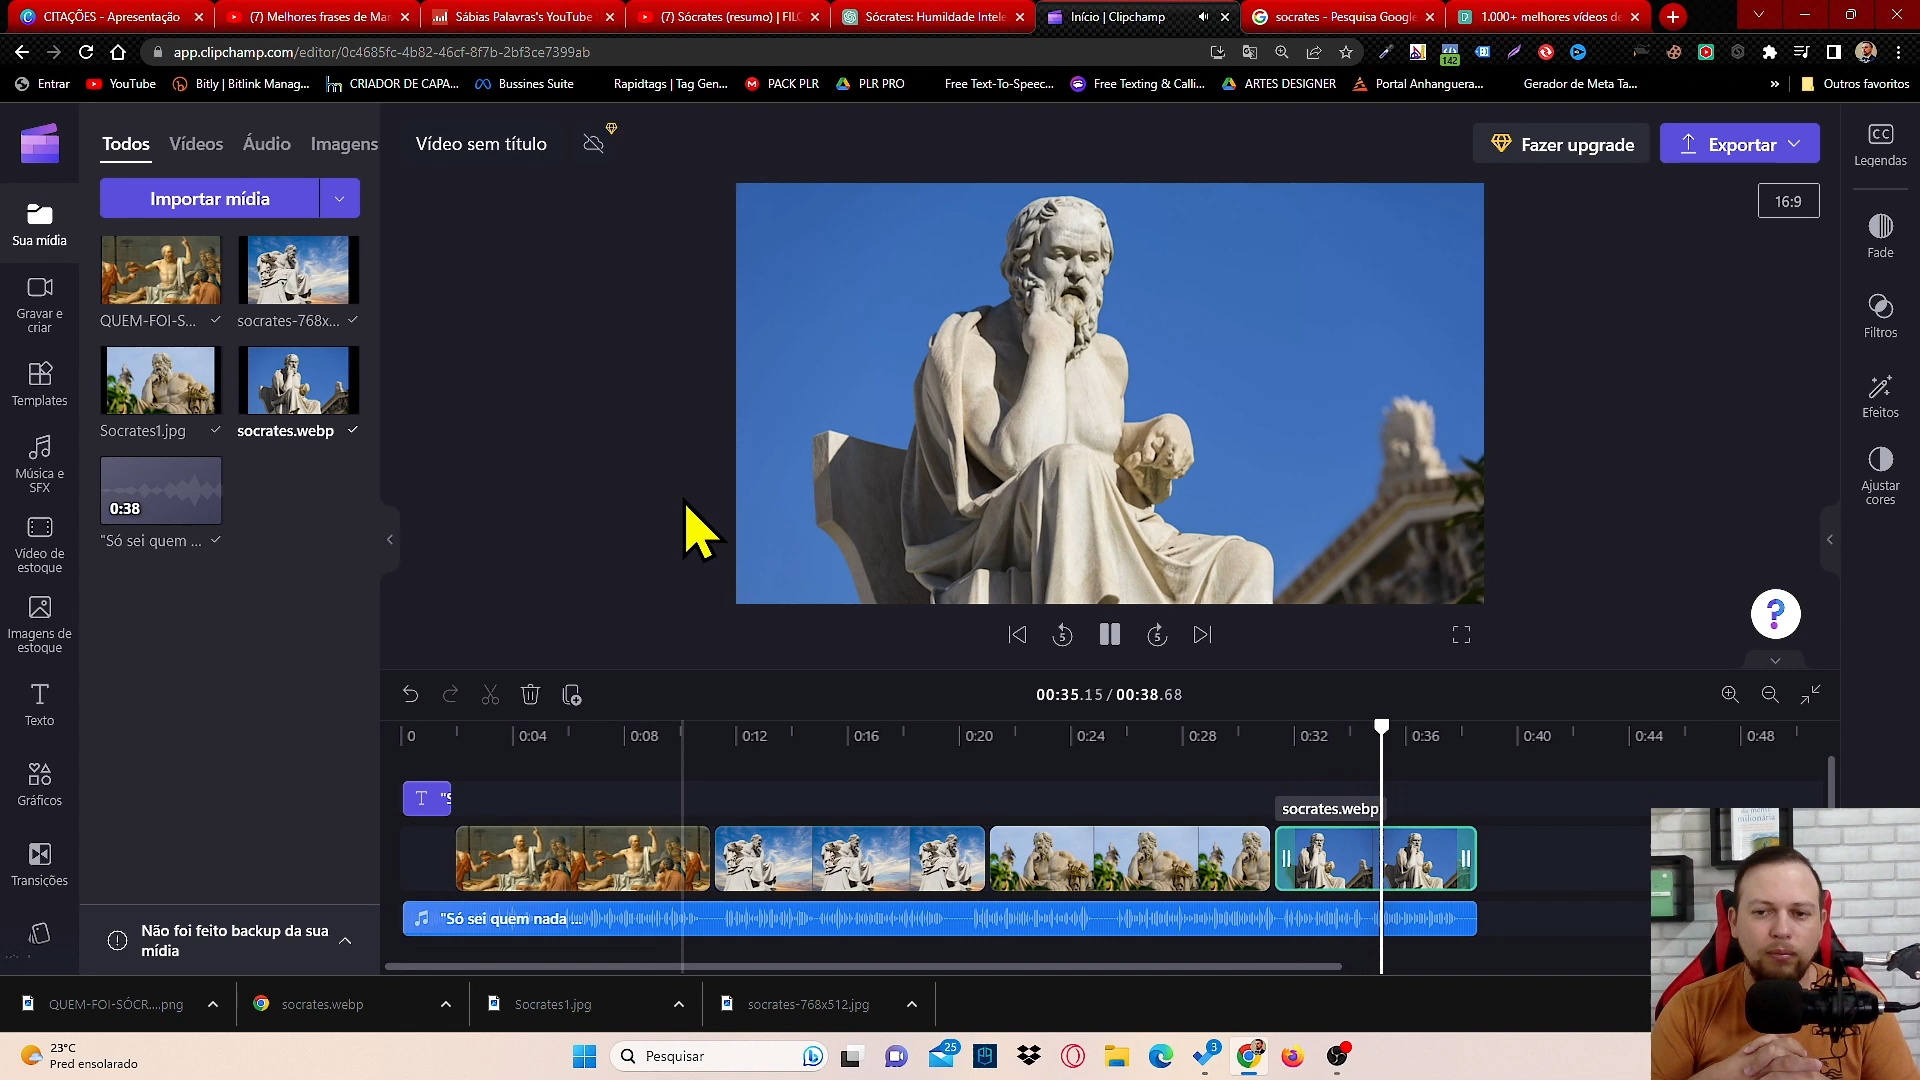 CITAÇÕES - Apresentação
(7) Melhores frases de Mar
Sábias Palavras's YouTube
(7) Sócrates (resumo) | FILO
Sócrates: Humildade Intele
Início | Clipchamp
socrates - Pesquisa Google
1.000+ melhores vídeos de
app.clipchamp.com/editor/0c4685fc-4b82-46cf-8f7b-2bf3ce7399ab
142
Entrar
YouTube
Bitly | Bitlink Manag...
CRIADOR DE CAPA...
Bussines Suite
Rapidtags | Tag Gen...
PACK PLR
PLR PRO
Free Text-To-Speec...
Free Texting & Calli...
ARTES DESIGNER
Portal Anhanguera...
Gerador de Meta Ta...
»
Outros favoritos
Todos
Vídeos
Áudio
Imagens
Vídeo sem título
Fazer upgrade
Exportar
CC
Legendas
Importar mídia
16:9
Sua mídia
QUEM-FOI-S...
socrates-768x...
Fade
Gravar e
criar
Filtros
Templates
Socrates1.jpg
socrates.webp
Efeitos
Música e
SFX
0:38
Ajustar
cores
"Só sei quem ...
Vídeo de
estoque
Imagens de
estoque
?
5
5
Texto
00:35.15 / 00:38.68
0
0:04
0:08
0:12
0:16
0:20
0:24
0:28
0:32
0:36
0:40
0:44
0:48
Gráficos
T "S
socrates.webp
Transições
"Só sei quem nada ...
Não foi feito backup da sua
mídia
milionária
QUEM-FOI-SÓCR....png
socrates.webp
Socrates1.jpg
socrates-768x512.jpg
23°C
Pred ensolarado
Pesquisar
25
3